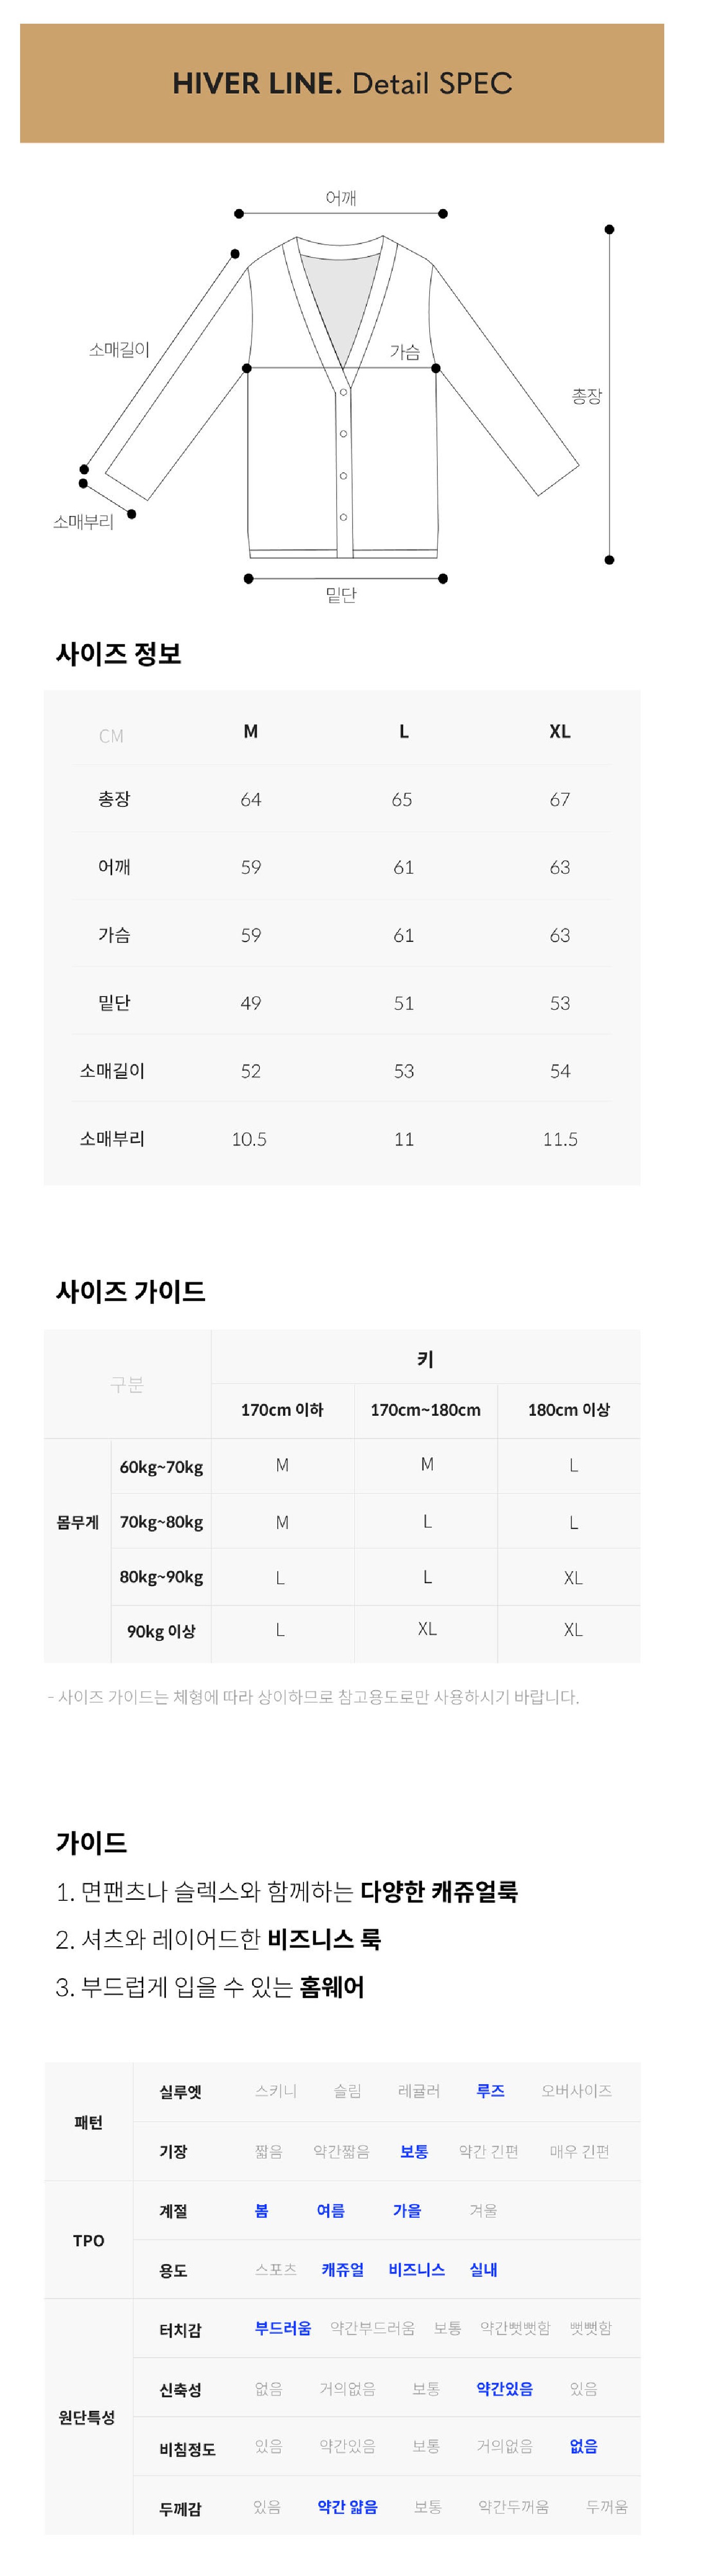 HIVER LINE. Detail SPEC
어깨
소매길이
가슴
총장
소매부리
밑단
사이즈 정보
CM M L XL
총장 64 65 67
어깨 59 61 63
가슴 59 61 63
밑단 49 51 53
소매길이 52 53 54
소매부리 10.5 11 11.5
사이즈 가이드
구분 키
170cm 이하 170cm~180cm 180cm 이상
60kg~70kg M M L
몸무게 70kg~80kg M L L
80kg~90kg L L XL
90kg 이상 L XL XL
- 사이즈 가이드는 체형에 따라 상이하므로 참고용도로만 사용하시기 바랍니다.
가이드
1. 면팬츠나 슬렉스와 함께하는 다양한 캐쥬얼룩
2. 셔츠와 레이어드한 비즈니스 룩
3. 부드럽게 입을 수 있는 홈웨어
패턴
실루엣 스키니 슬림 레귤러 루즈 오버사이즈
기장 짧음 약간짧음 보통 약간 긴편 매우 긴편
TPO
계절 봄 여름 가을 겨울
용도 스포츠 캐쥬얼 비즈니스 실내
원단특성
터치감 부드러움 약간부드러움 보통 약간뻣뻣함 뻣뻣함
신축성 없음 거의없음 보통 약간있음 있음
비침정도 있음 약간있음 보통 거의없음 없음
두께감 있음 약간 얇음 보통 약간두꺼움 두꺼움